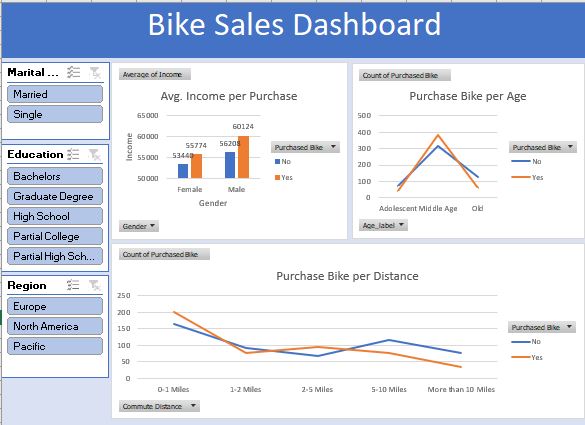 Bike Sales Dashboard
Marital ...
Married
Single
Education
Bachelors
Graduate Degree
High School
Partial College
Partial High Sch...
Region
Europe
North America
Pacific
Average of Income
Avg. Income per Purchase
65000
60000
55000
50000
Income
53440
55774
56208
60124
Female
Male
Gender
Purchased Bike
No
Yes
Gender
Count of Purchased Bike
Purchase Bike per Age
500
400
300
200
100
0
Adolescent Middle Age Old
Purchased Bike
No
Yes
Age_label
Count of Purchased Bike
Purchase Bike per Distance
250
200
150
100
50
0
0-1 Miles 1-2 Miles 2-5 Miles 5-10 Miles More than 10 Miles
Purchased Bike
No
Yes
Commute Distance